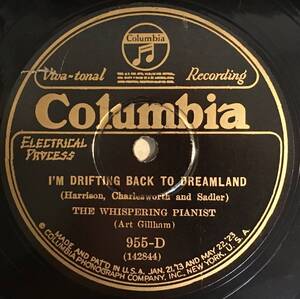 Columbia
Viva-tonal Recording
Columbia
ELECTRICAL
PROCESS
I'M DRIFTING BACK TO DREAMLAND
(Harrison, Charlesworth and Sadler)
THE WHISPERING PIANIST
(Art Gillham)
955-D
(142844)
MADE AND PAT'D IN U.S.A. JAN. 21,'13 AND MAY 22,'23
COLUMBIA PHONOGRAPH COMPANY, INC., NEW YORK, U.S.A.